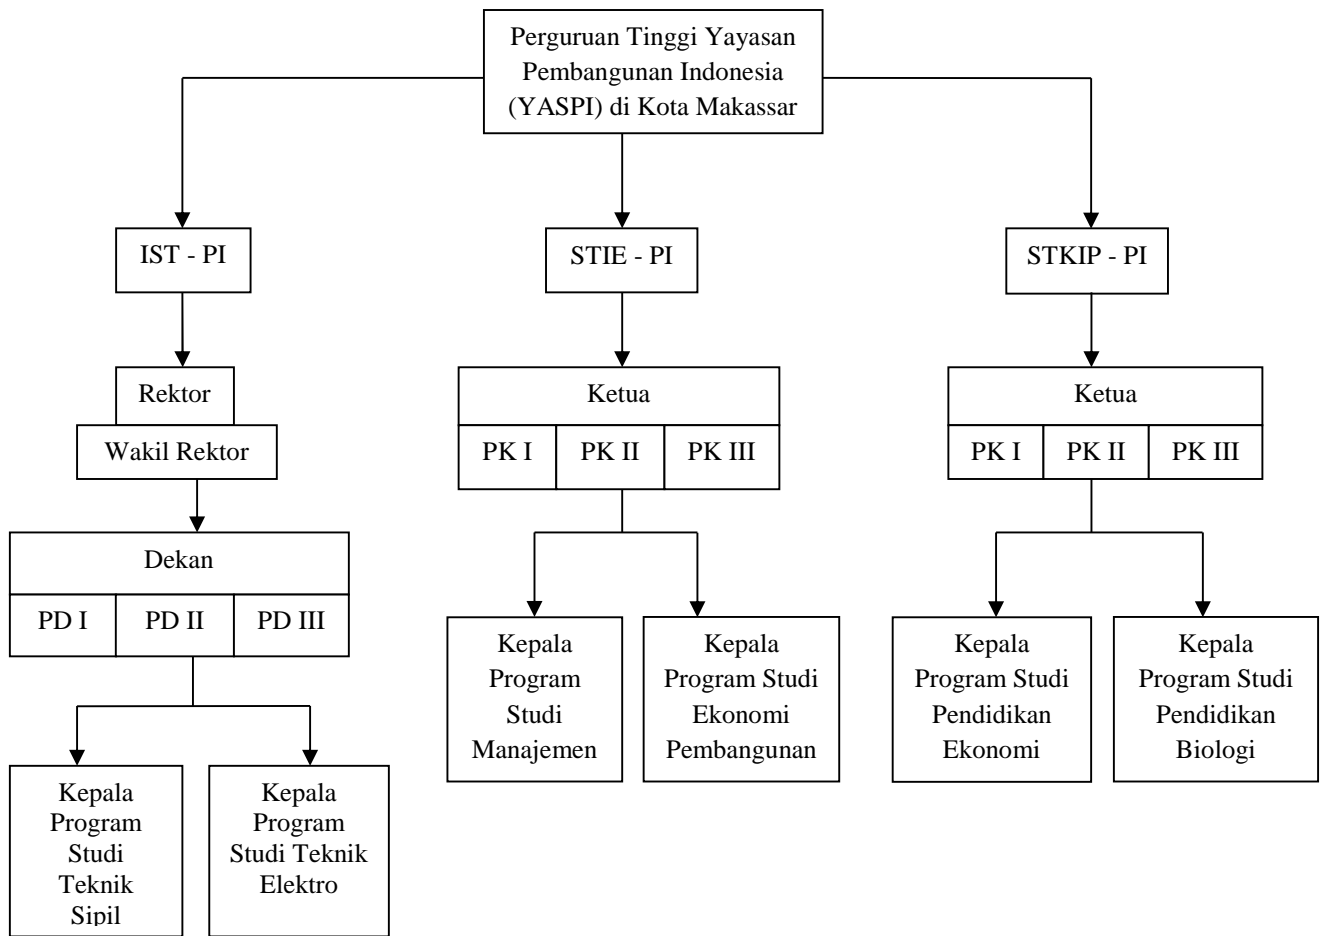 Perguruan Tinggi Yayasan
Pembangunan Indonesia
(YASPI) di Kota Makassar
IST - PI
STIE - PI
STKIP - PI
Rektor
Wakil Rektor
Ketua
PK I
PK II
PK III
Ketua
PK I
PK II
PK III
Dekan
PD I
PD II
PD III
Kepala
Program
Studi
Teknik
Sipil
Kepala
Program
Studi Teknik
Elektro
Kepala
Program
Studi
Manajemen
Kepala
Program Studi
Ekonomi
Pembangunan
Kepala
Program Studi
Pendidikan
Ekonomi
Kepala
Program Studi
Pendidikan
Biologi